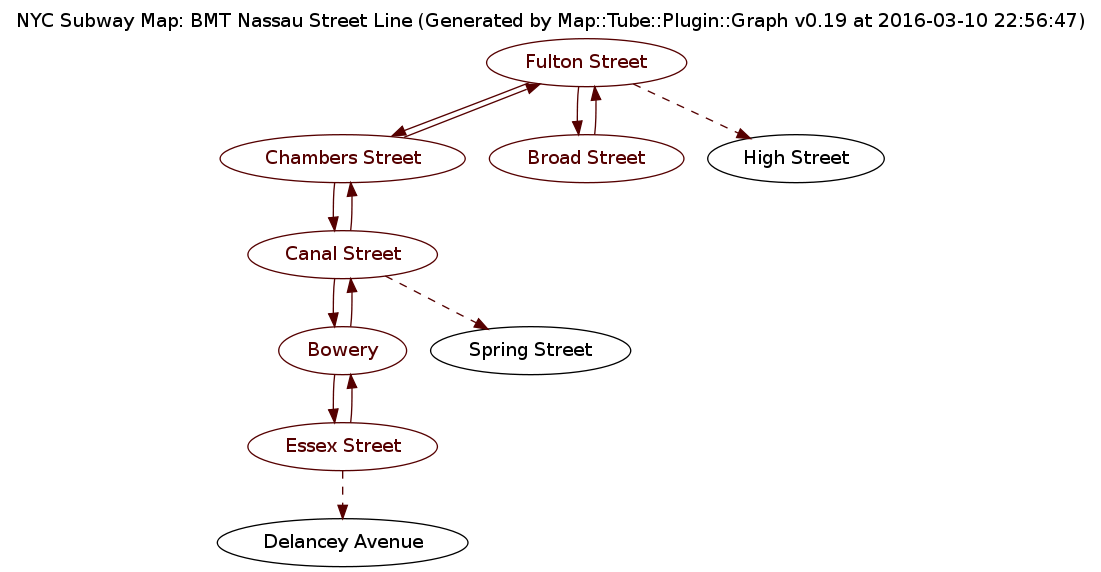 NYC Subway Map: BMT Nassau Street Line (Generated by Map::Tube::Plugin::Graph v0.19 at 2016-03-10 22:56:47)
Fulton Street
Chambers Street
Broad Street
High Street
Canal Street
Bowery
Spring Street
Essex Street
Delancey Avenue